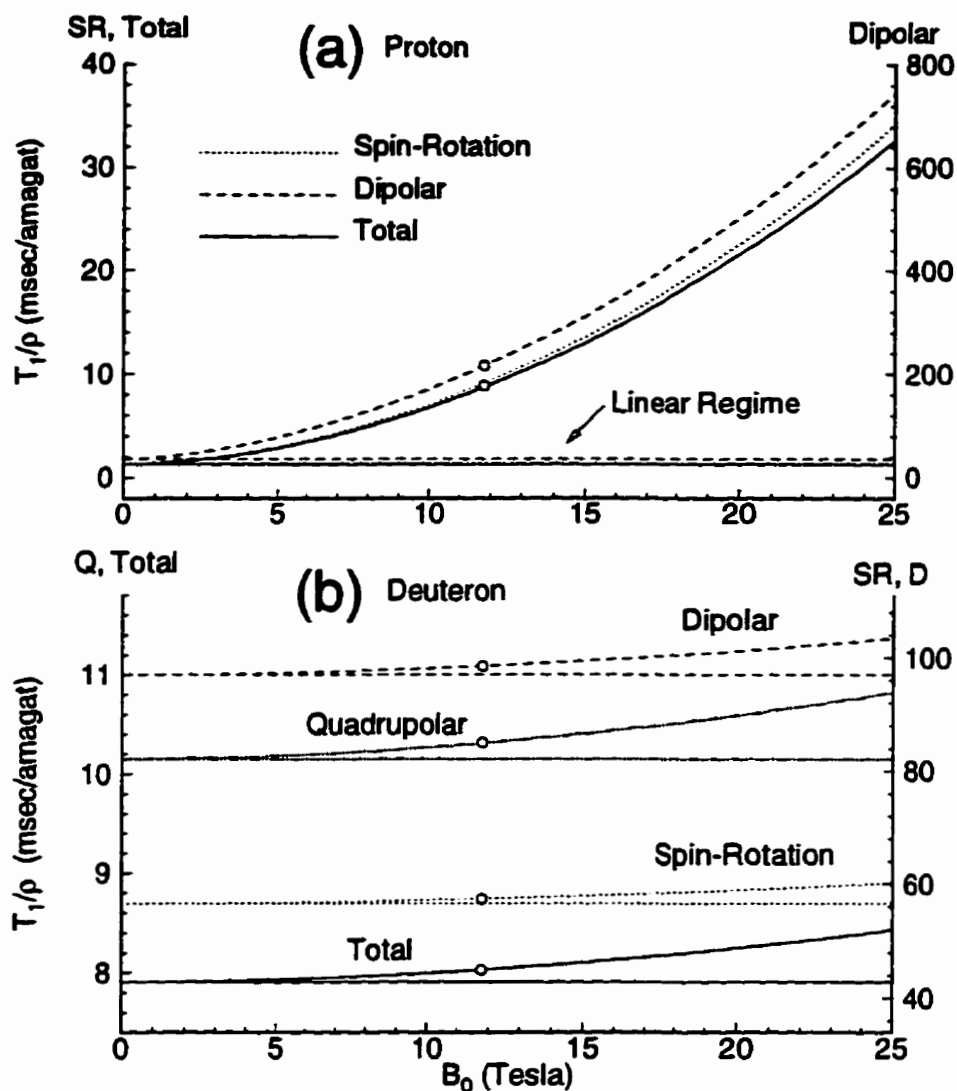 SR, Total
(a) Proton
Dipolar
40
30
20
10
0
800
600
400
200
0
T₁/ρ (msec/amagat)
Spin-Rotation
Dipolar
Total
Linear Regime
0 5 10 15 20 25
Q, Total
(b) Deuteron
SR, D
11
10
9
8
100
80
60
40
T₁/ρ (msec/amagat)
Dipolar
Quadrupolar
Spin-Rotation
Total
0 5 10 15 20 25
B₀ (Tesla)